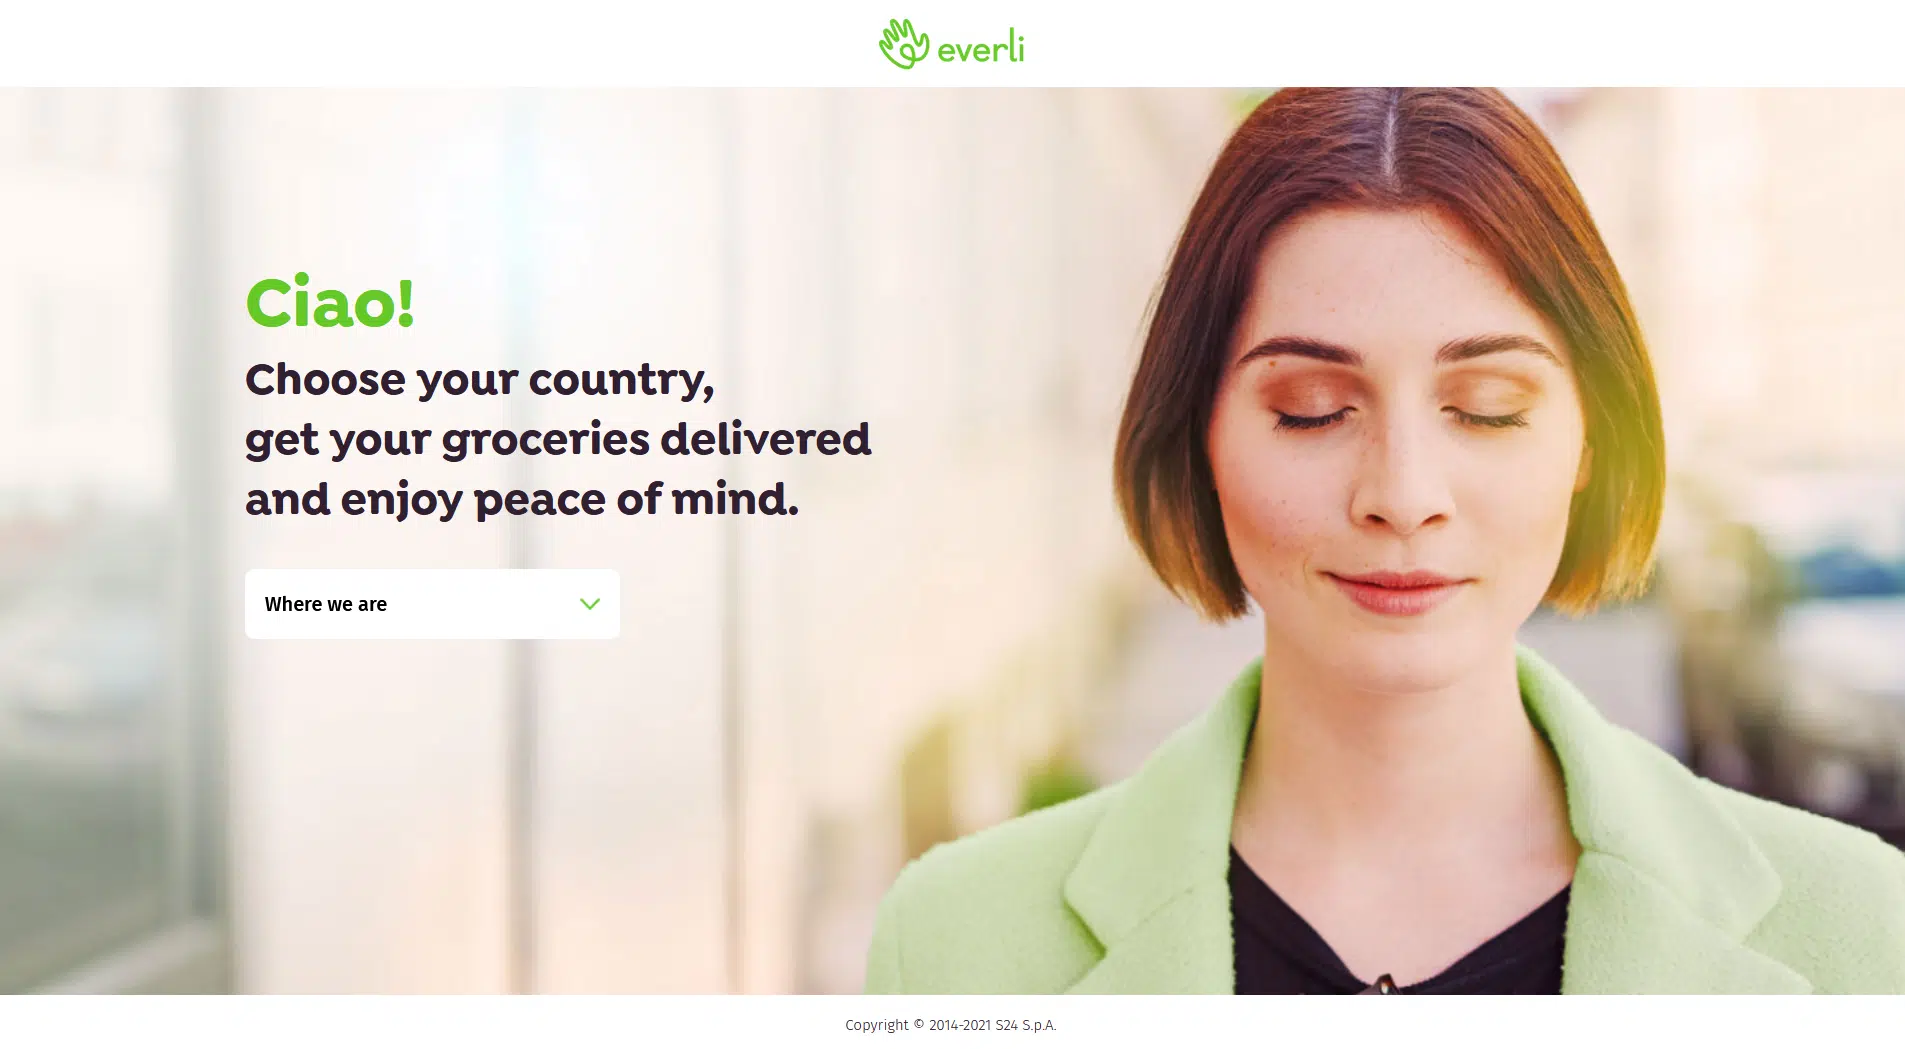 everli
Ciao!
Choose your country,
get your groceries delivered
and enjoy peace of mind.
Where we are
Copyright © 2014-2021 S24 S.p.A.